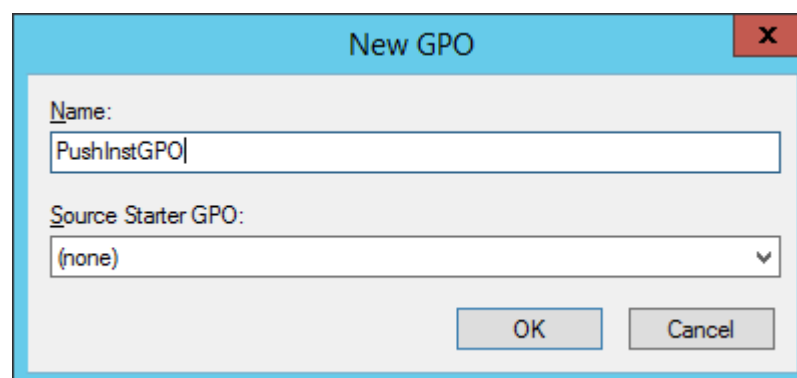 New GPO
x
Name:
PushInstGPO
Source Starter GPO:
(none)
OK Cancel